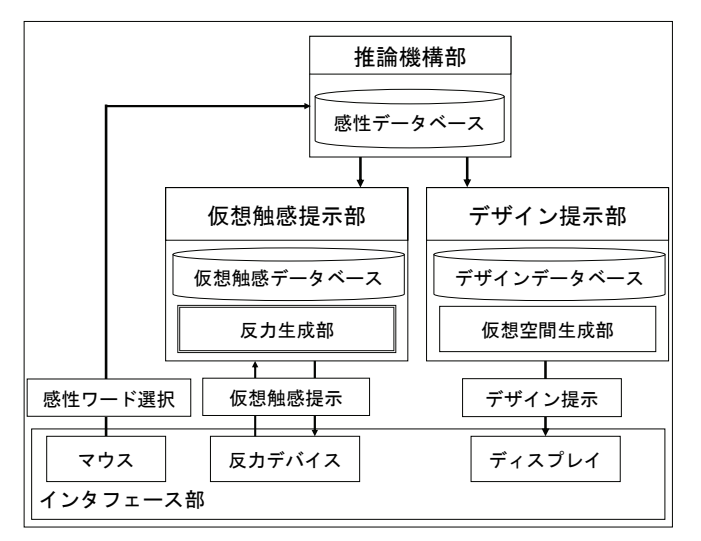 推論機構部
感性データベース
仮想触感提示部
デザイン提示部
仮想触感データベース
デザインデータベース
反力生成部
仮想空間生成部
感性ワード選択
仮想触感提示
デザイン提示
マウス
反力デバイス
ディスプレイ
インタフェース部